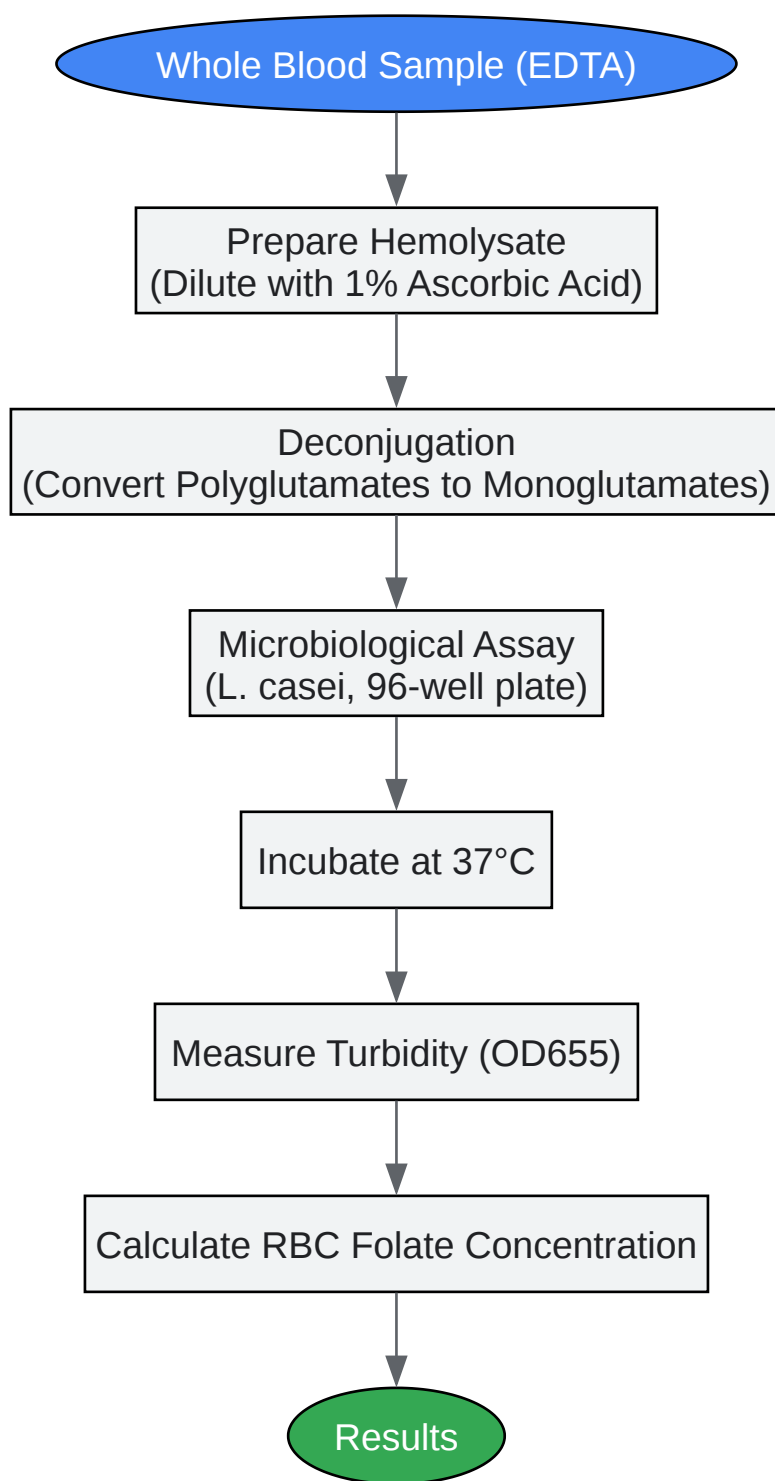 Whole Blood Sample (EDTA)
Prepare Hemolysate
(Dilute with 1% Ascorbic Acid)
Deconjugation
(Convert Polyglutamates to Monoglutamates)
Microbiological Assay
(L. casei, 96-well plate)
Incubate at 37°C
Measure Turbidity (OD655)
Calculate RBC Folate Concentration
Results